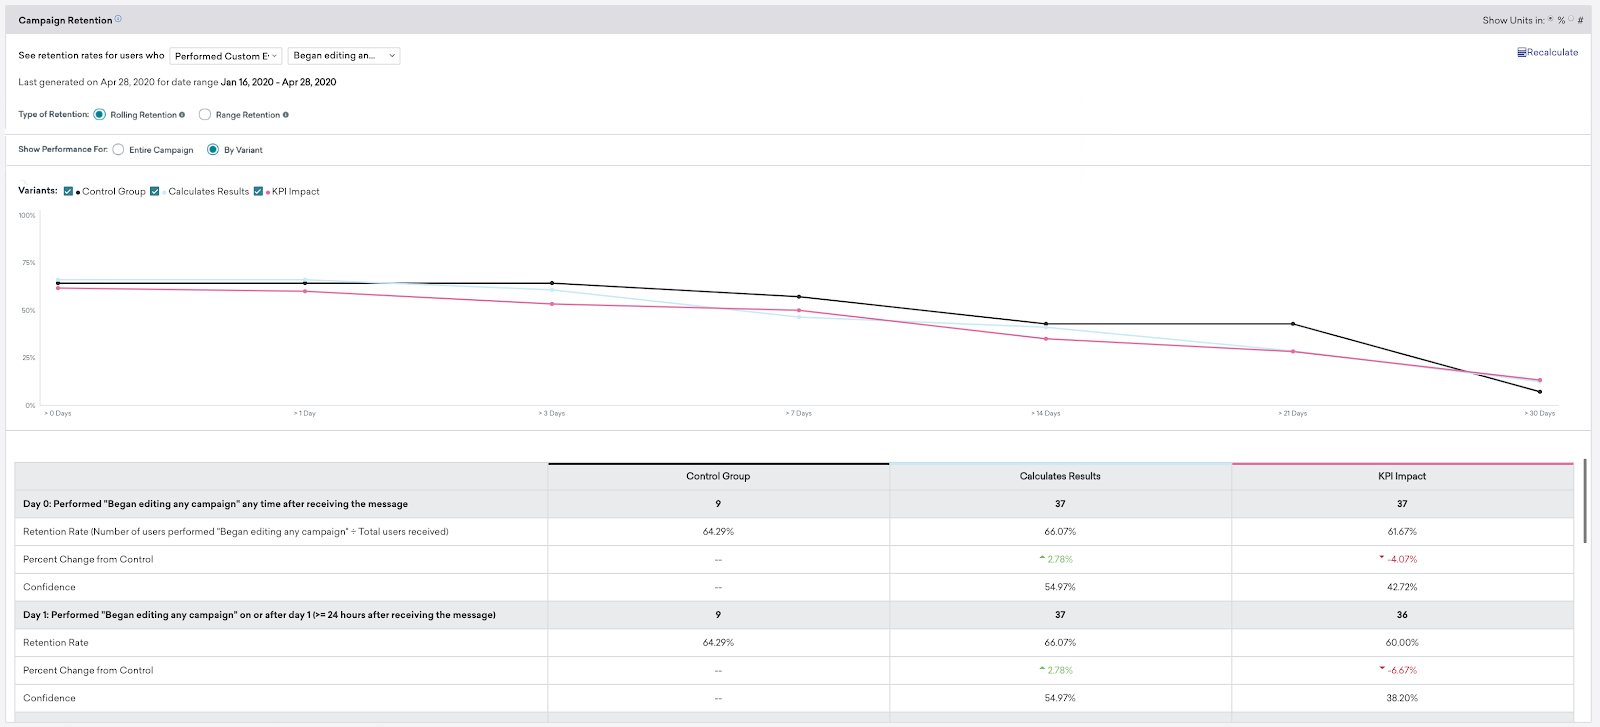 Campaign Retention
Show Units in: % #
See retention rates for users who Performed Custom E Began editing an...
Recalculate
Last generated on Apr 28, 2020 for date range Jan 16, 2020 - Apr 28, 2020
Type of Retention: Rolling Retention Range Retention
Show Performance For: Entire Campaign By Variant
Variants: Control Group Calculates Results KPI Impact
100%
75%
50%
25%
0%
> 0 Days > 1 Day > 3 Days > 7 Days > 14 Days > 21 Days > 30 Days
Control Group Calculates Results KPI Impact
Day 0: Performed "Began editing any campaign" any time after receiving the message 9 37 37
Retention Rate (Number of users performed "Began editing any campaign" ÷ Total users received) 64.29% 66.07% 61.67%
Percent Change from Control -- 2.78% -4.07%
Confidence -- 54.97% 42.72%
Day 1: Performed "Began editing any campaign" on or after day 1 (>= 24 hours after receiving the message) 9 37 36
Retention Rate 64.29% 66.07% 60.00%
Percent Change from Control -- 2.78% -6.67%
Confidence -- 54.97% 38.20%